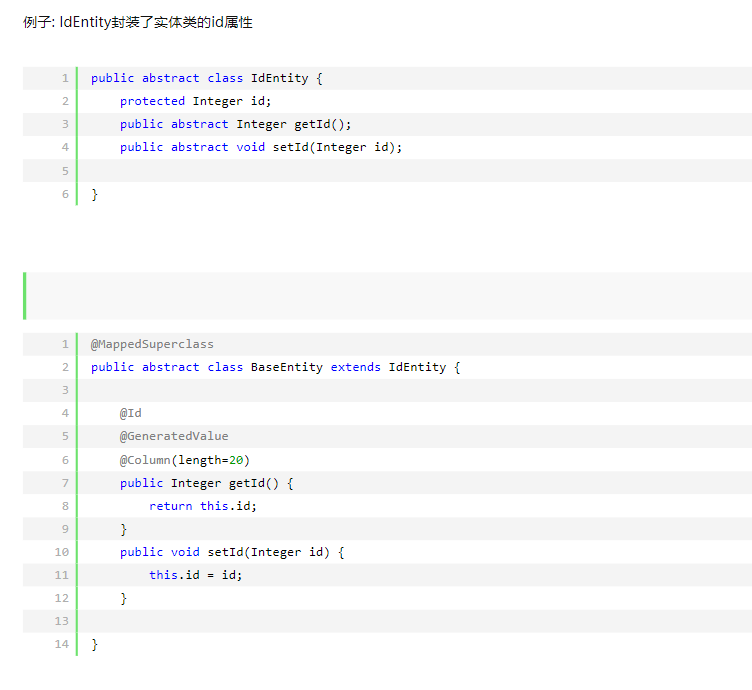 例子: IdEntity封装了实体类的id属性
1 public abstract class IdEntity {
2 protected Integer id;
3 public abstract Integer getId();
4 public abstract void setId(Integer id);
5
6 }
1 @MappedSuperclass
2 public abstract class BaseEntity extends IdEntity {
3
4 @Id
5 @GeneratedValue
6 @Column(length=20)
7 public Integer getId() {
8 return this.id;
9 }
10 public void setId(Integer id) {
11 this.id = id;
12 }
13
14 }